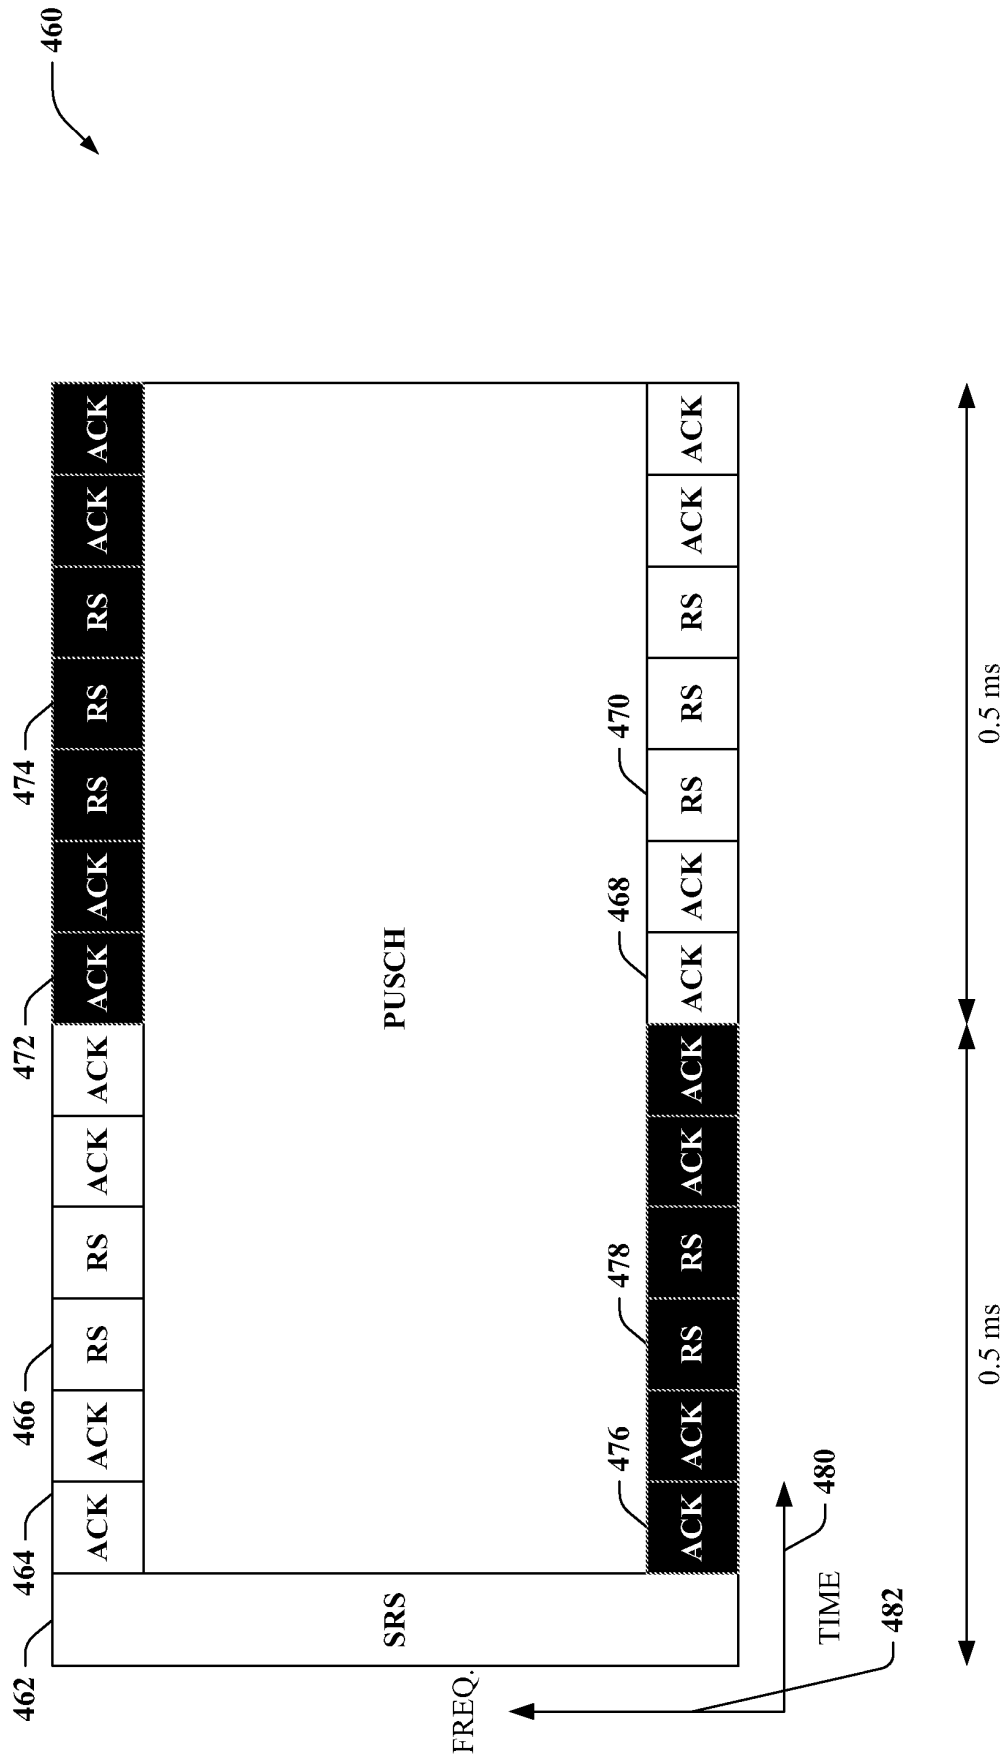 460
462 464 466 472 474
ACK ACK RS RS ACK ACK ACK ACK RS RS RS ACK ACK
SRS PUSCH
FREQ.
476 478 468 470
ACK ACK RS RS ACK ACK ACK ACK RS RS RS ACK ACK
480
TIME
482
0.5 ms 0.5 ms